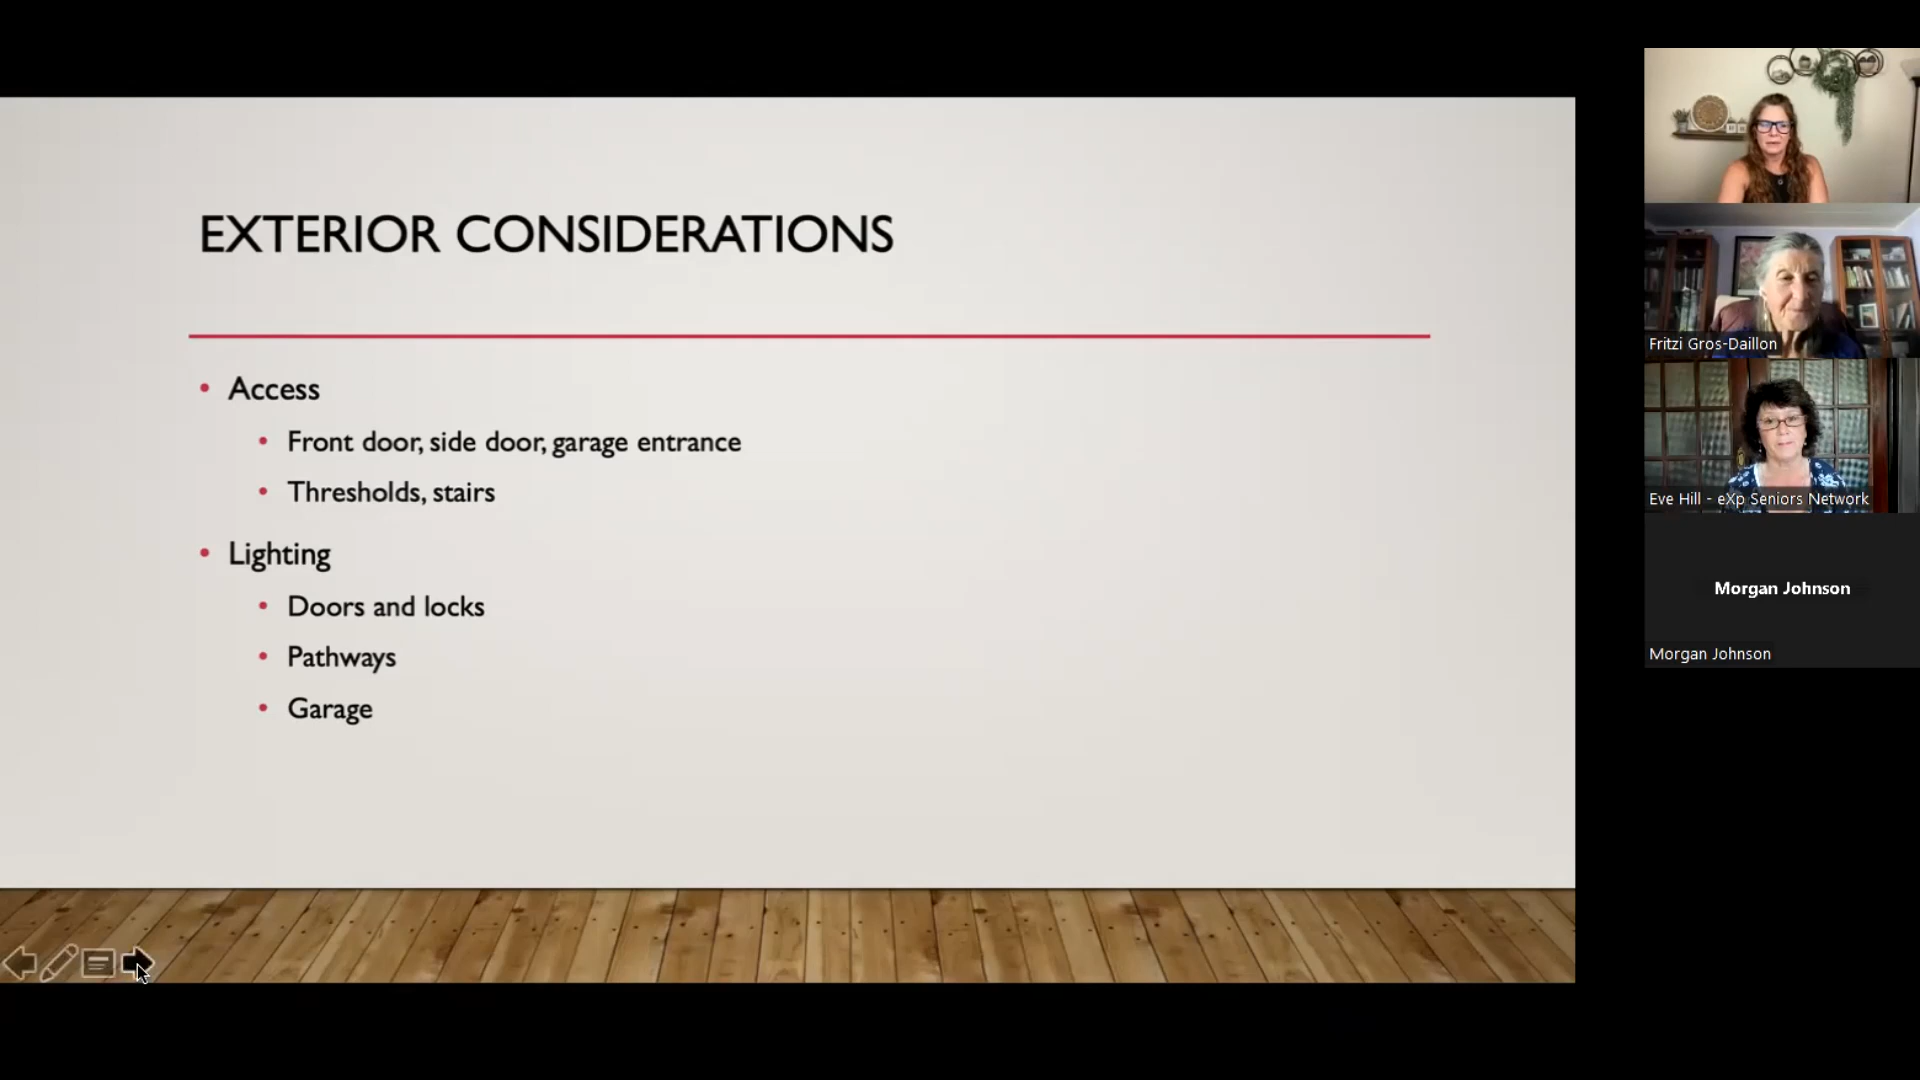 EXTERIOR CONSIDERATIONS
• Access
• Front door, side door, garage entrance
• Thresholds, stairs
• Lighting
• Doors and locks
• Pathways
• Garage
Fritzi Gros-Daillon
Eve Hill - eXp Seniors Network
Morgan Johnson
Morgan Johnson